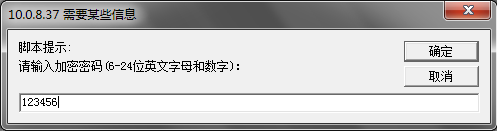 10.0.8.37 需要某些信息
脚本提示:
请输入加密密码(6-24位英文字母和数字):
确定
取消
123456